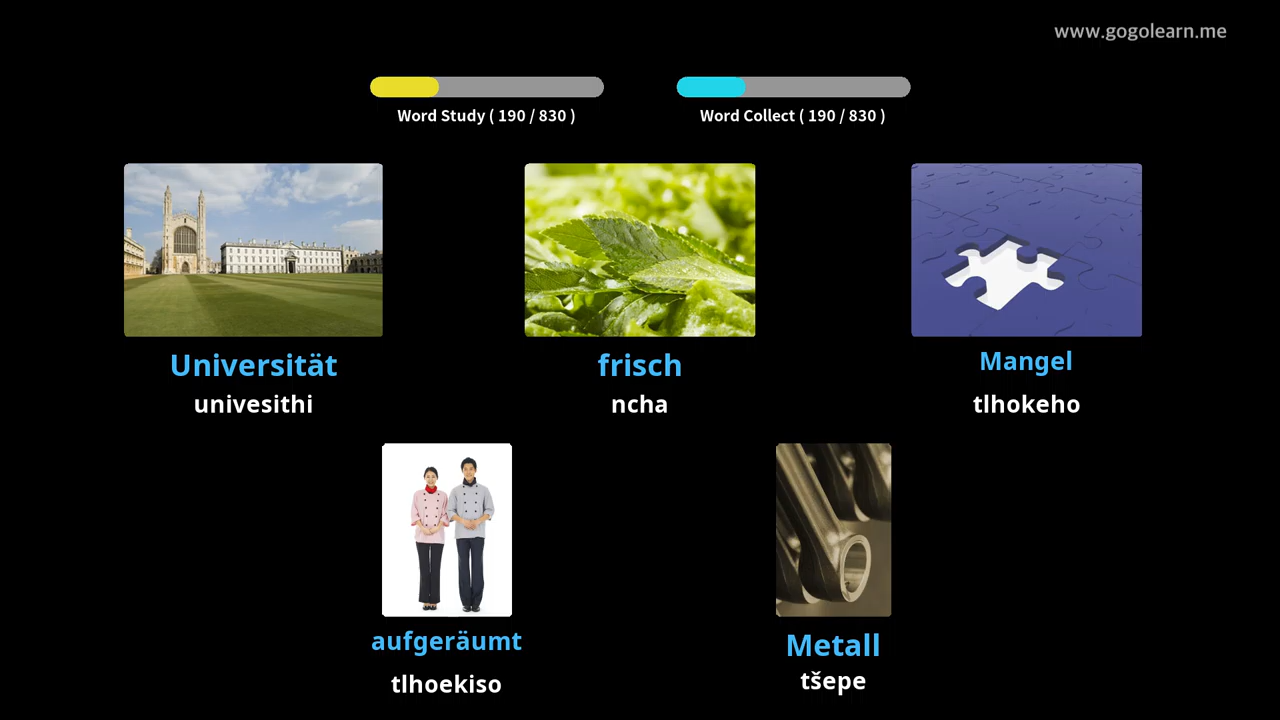 www.gogolearn.me
Word Study ( 190 / 830 )
Word Collect ( 190 / 830 )
Universität
univesithi
frisch
ncha
Mangel
tlhokeho
aufgeräumt
tlhoekiso
Metall
tšepe